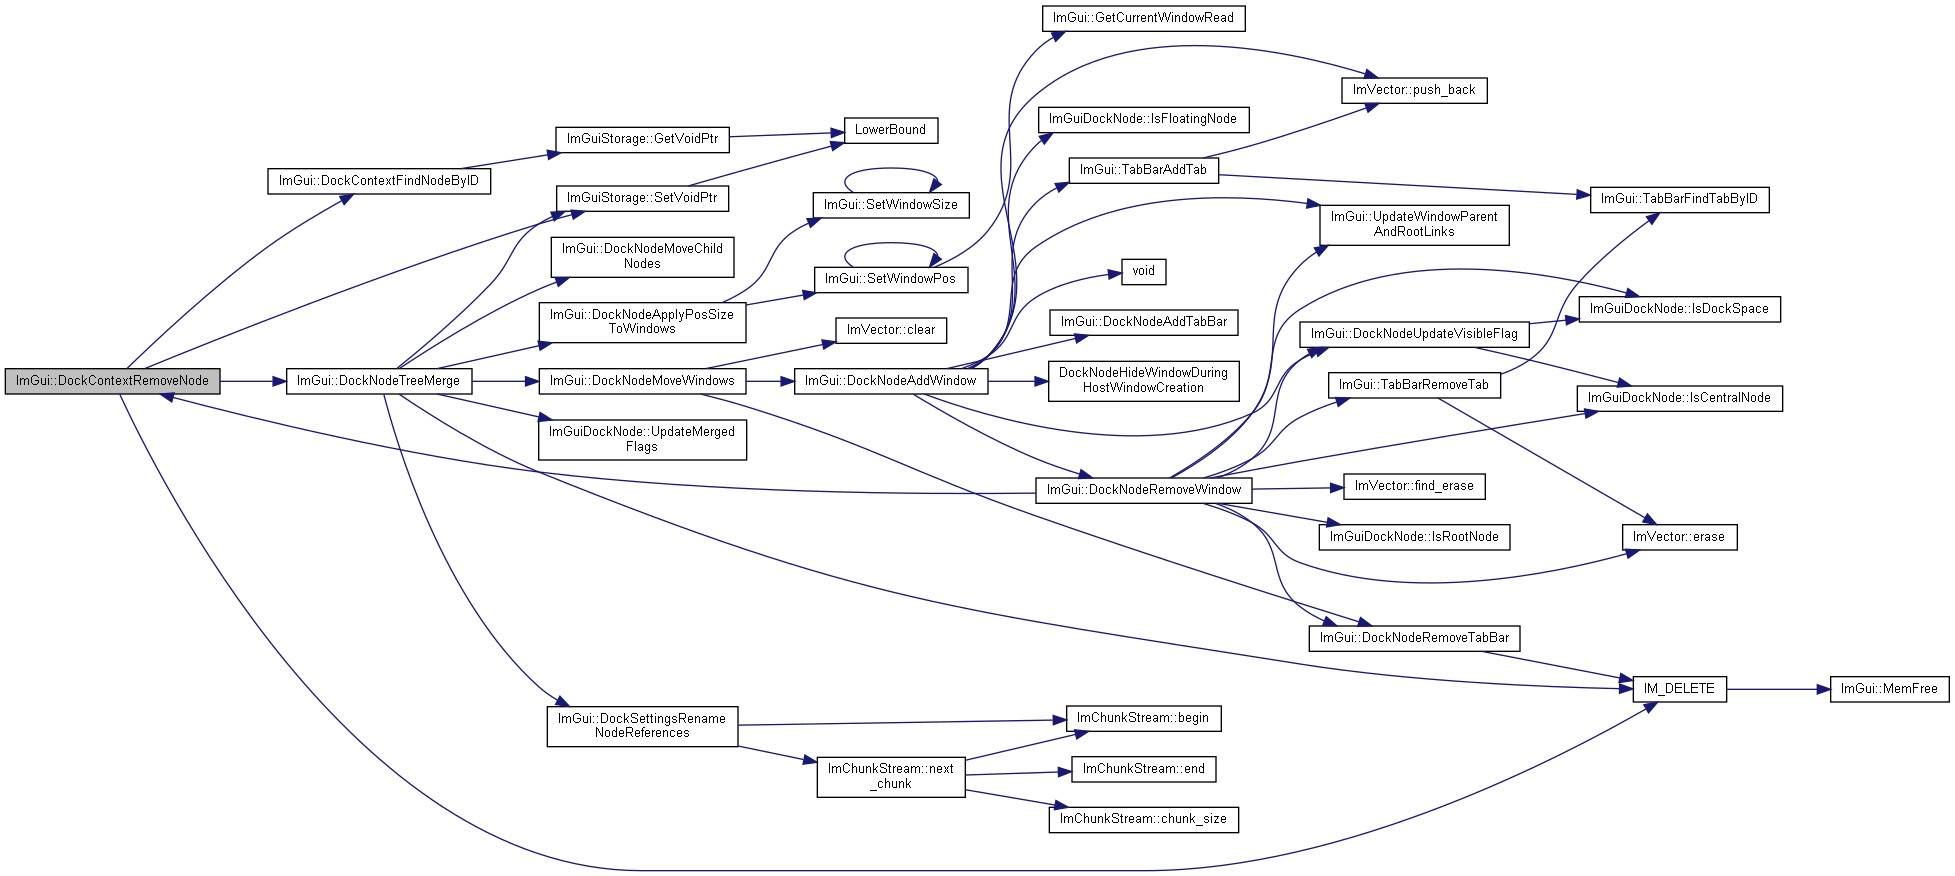 ImGui::GetCurrentWindowRead
ImVector::push_back
ImGuiDockNode::IsFloatingNode
ImGuiStorage::GetVoidPtr
LowerBound
ImGui::TabBarAddTab
ImGui::DockContextFindNodeByID
ImGuiStorage::SetVoidPtr
ImGui::SetWindowSize
ImGui::TabBarFindTabByID
ImGui::UpdateWindowParent
AndRootLinks
ImGui::DockNodeMoveChild
Nodes
ImGui::SetWindowPos
void
ImGuiDockNode::IsDockSpace
ImGui::DockNodeApplyPosSize
ToWindows
ImVector::clear
ImGui::DockNodeAddTabBar
ImGui::DockNodeUpdateVisibleFlag
ImGui::DockContextRemoveNode
ImGui::DockNodeTreeMerge
ImGui::DockNodeMoveWindows
ImGui::DockNodeAddWindow
DockNodeHideWindowDuring
HostWindowCreation
ImGui::TabBarRemoveTab
ImGuiDockNode::IsCentralNode
ImGuiDockNode::UpdateMerged
Flags
ImGui::DockNodeRemoveWindow
ImVector::find_erase
ImGuiDockNode::IsRootNode
ImVector::erase
ImGui::DockNodeRemoveTabBar
IM_DELETE
ImGui::MemFree
ImGui::DockSettingsRename
NodeReferences
ImChunkStream::begin
ImChunkStream::next
_chunk
ImChunkStream::end
ImChunkStream::chunk_size